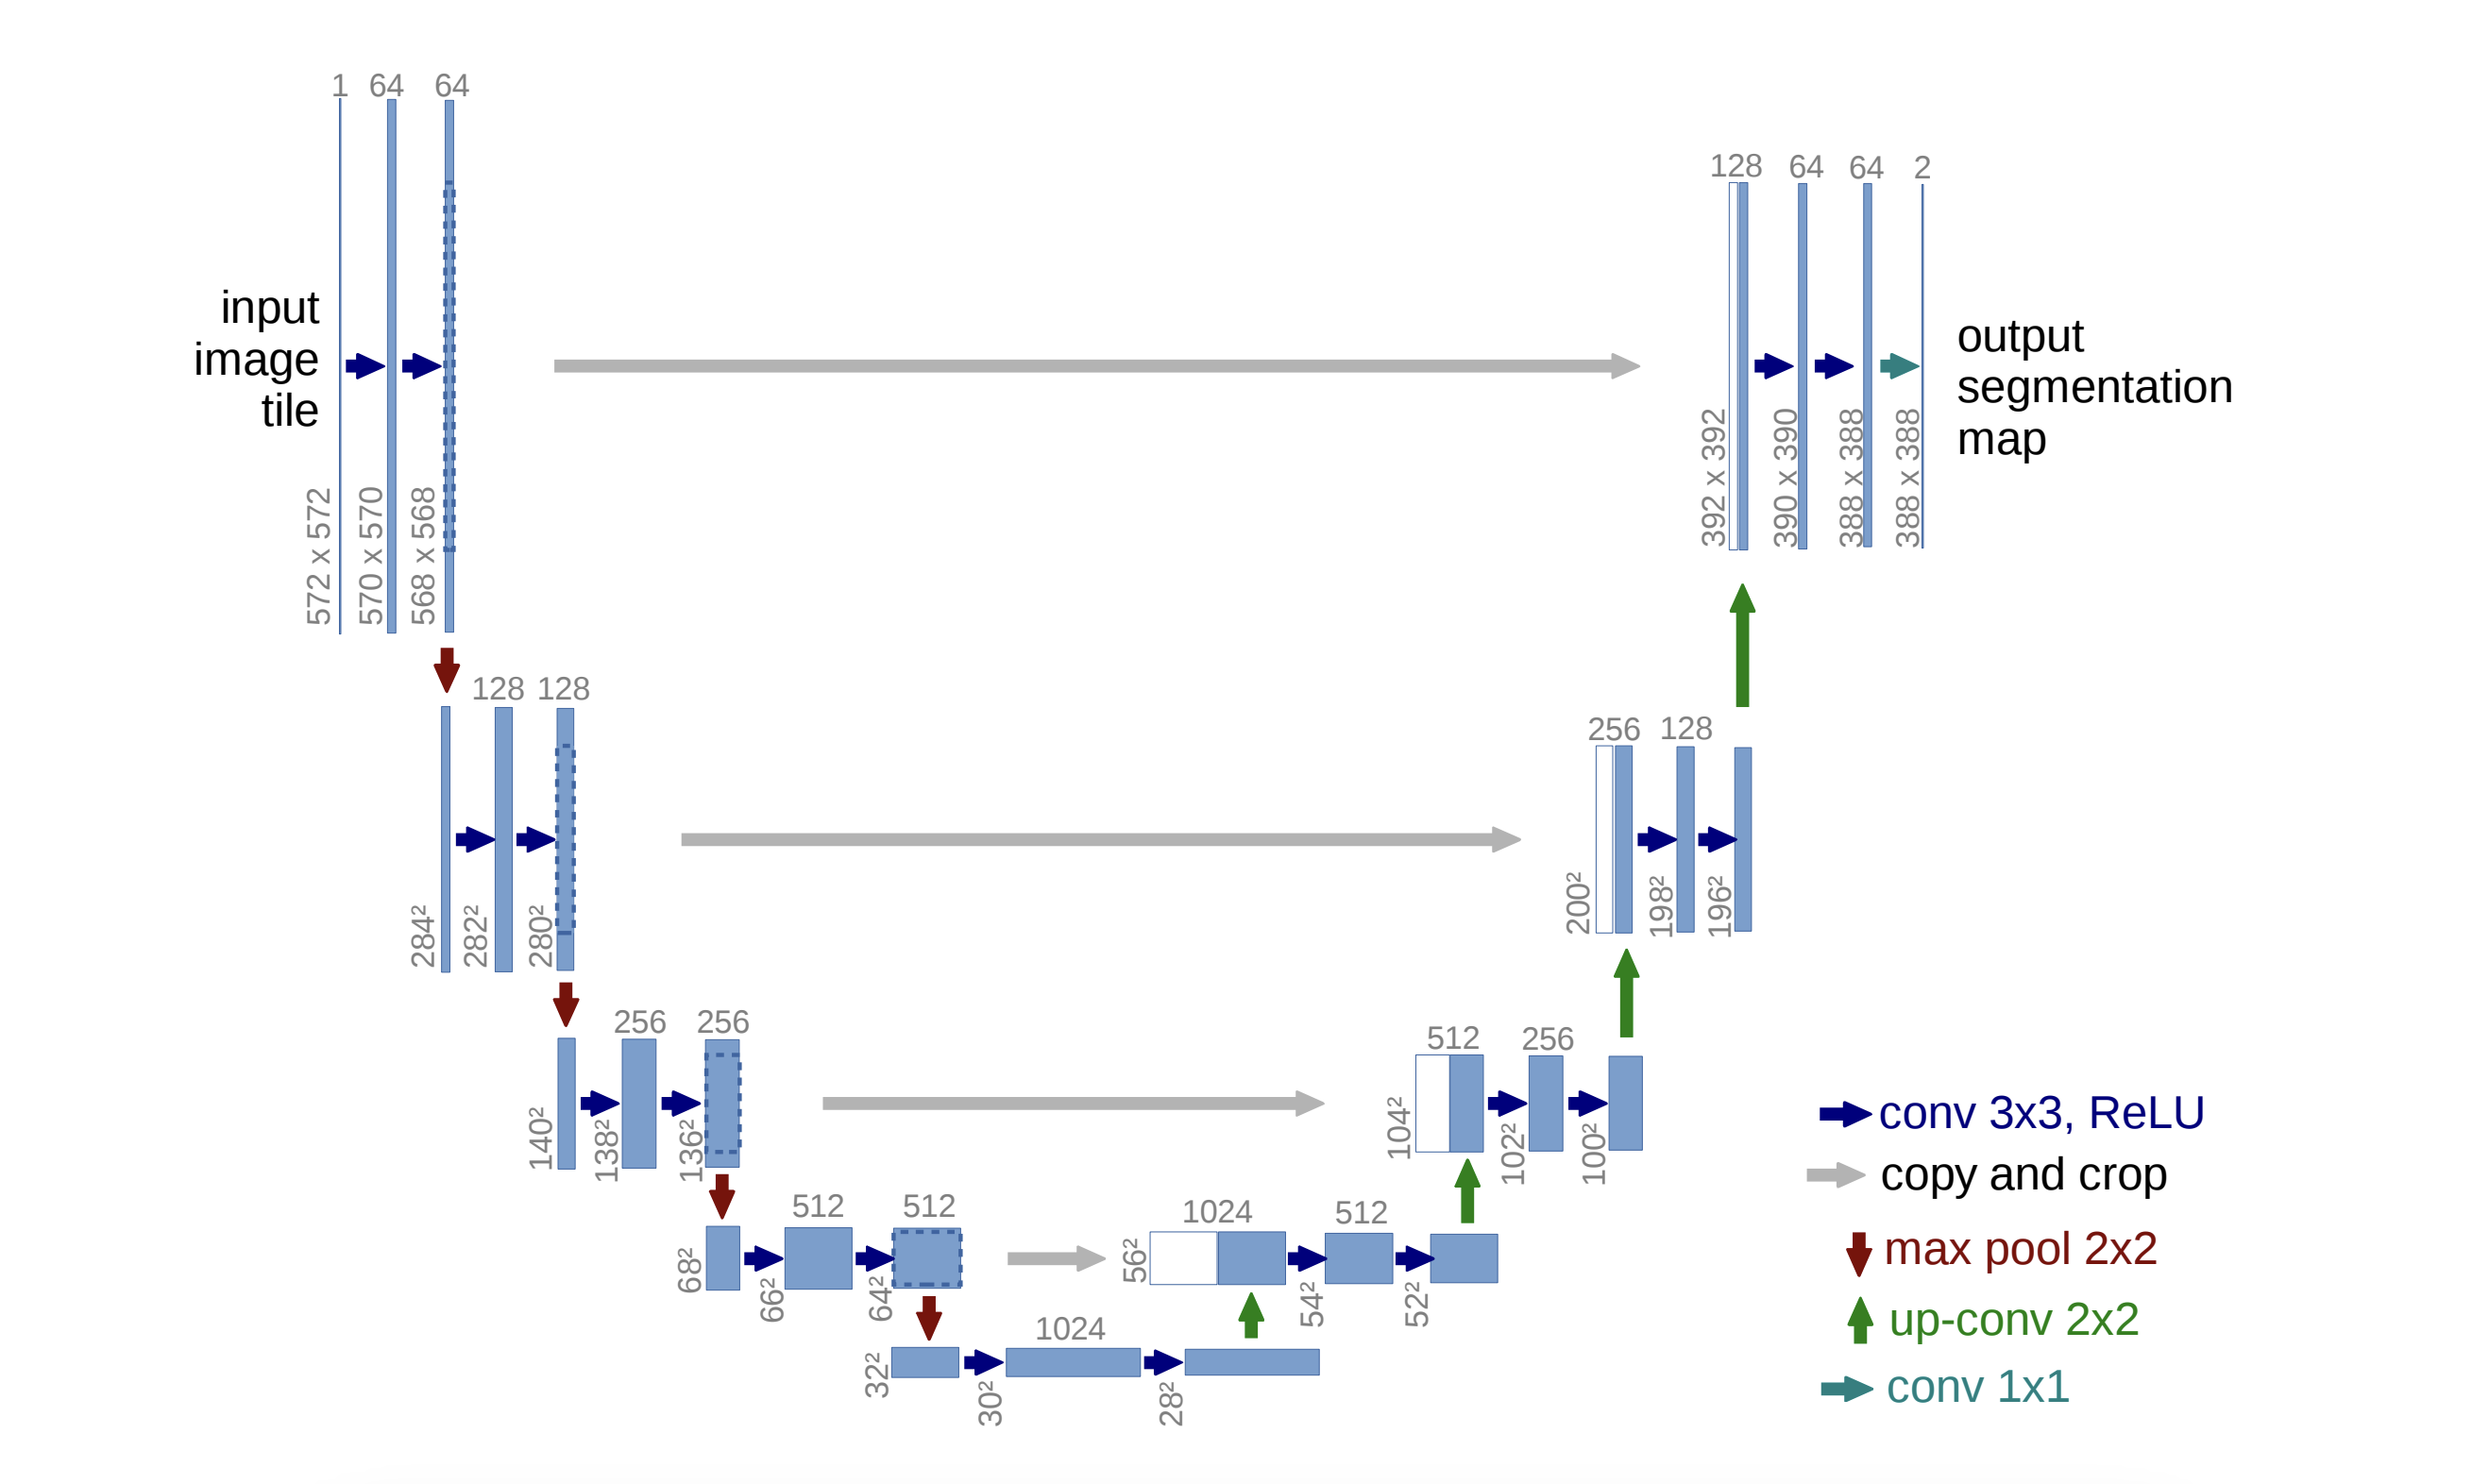 1 64 64
input
image
tile
572 x 572
570 x 570
568 x 568
128 64 64 2
output
segmentation
map
392 x 392
390 x 390
388 x 388
388 x 388
128 128
284²
282²
280²
256 128
200²
198²
196²
256 256
140²
138²
136²
512 256
104²
102²
100²
512 512
68²
66²
64²
1024 512
56²
54²
52²
1024
32²
30²
28²
conv 3x3, ReLU
copy and crop
max pool 2x2
up-conv 2x2
conv 1x1